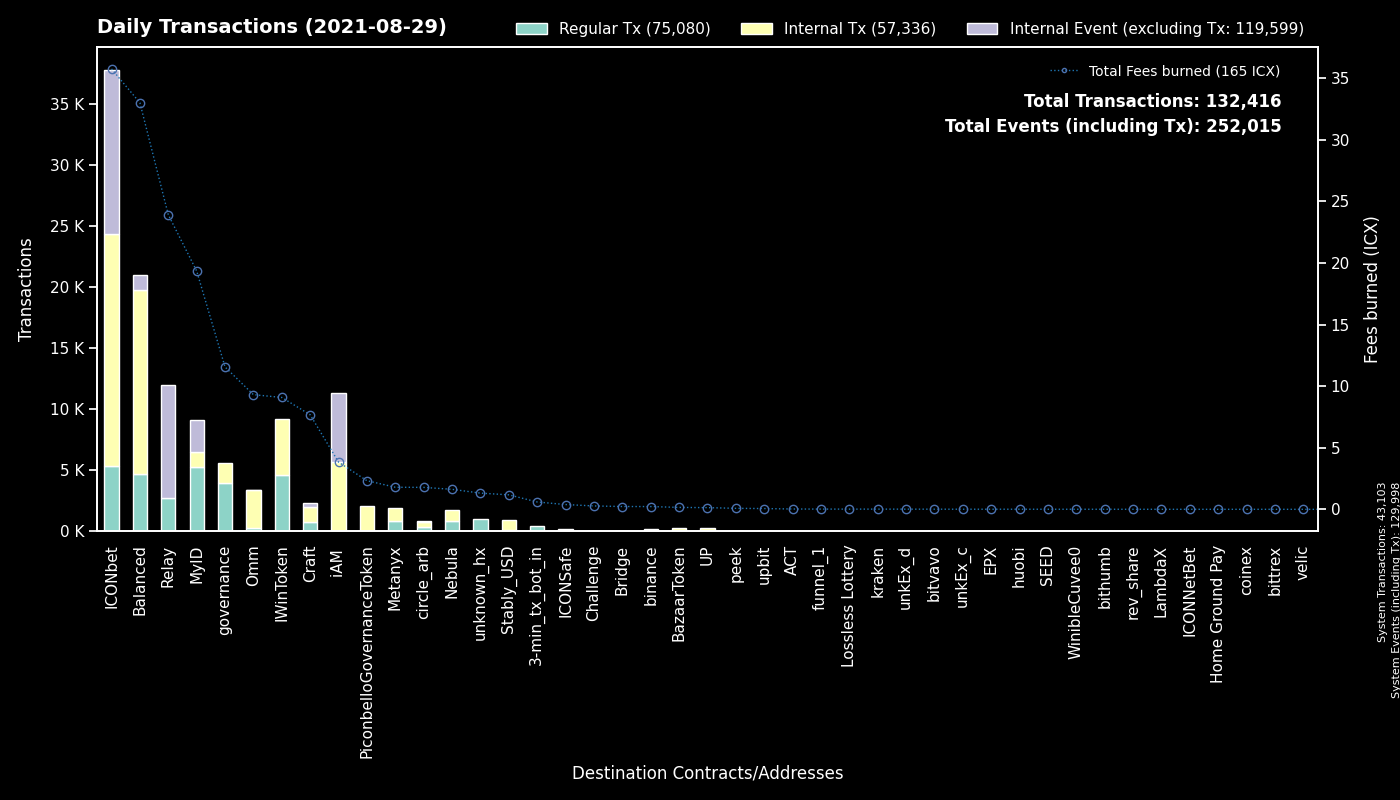 Daily Transactions (2021-08-29)
Regular Tx (75,080)
Internal Tx (57,336)
Internal Event (excluding Tx: 119,599)
Total Fees burned (165 ICX)
Total Transactions: 132,416
Total Events (including Tx): 252,015
Transactions
35 K
30 K
25 K
20 K
15 K
10 K
5 K
0 K
35
30
25
20
15
10
5
0
Fees burned (ICX)
ICONbet
Balanced
Relay
MyID
governance
Omm
IWinToken
Craft
iAM
PiconbelloGovernanceToken
Metanyx
circle_arb
Nebula
unknown_hx
Stably_USD
3-min_tx_bot_in
ICONSafe
Challenge
Bridge
binance
BazaarToken
UP
peek
upbit
ACT
funnel_1
Lossless Lottery
kraken
unkEx_d
bitvavo
unkEx_c
EPX
huobi
SEED
WinibleCuvee0
bithumb
rev_share
LambdaX
ICONNetBet
Home Ground Pay
coinex
bittrex
velic
Destination Contracts/Addresses
System Transactions: 43,103
System Events (including Tx): 129,998